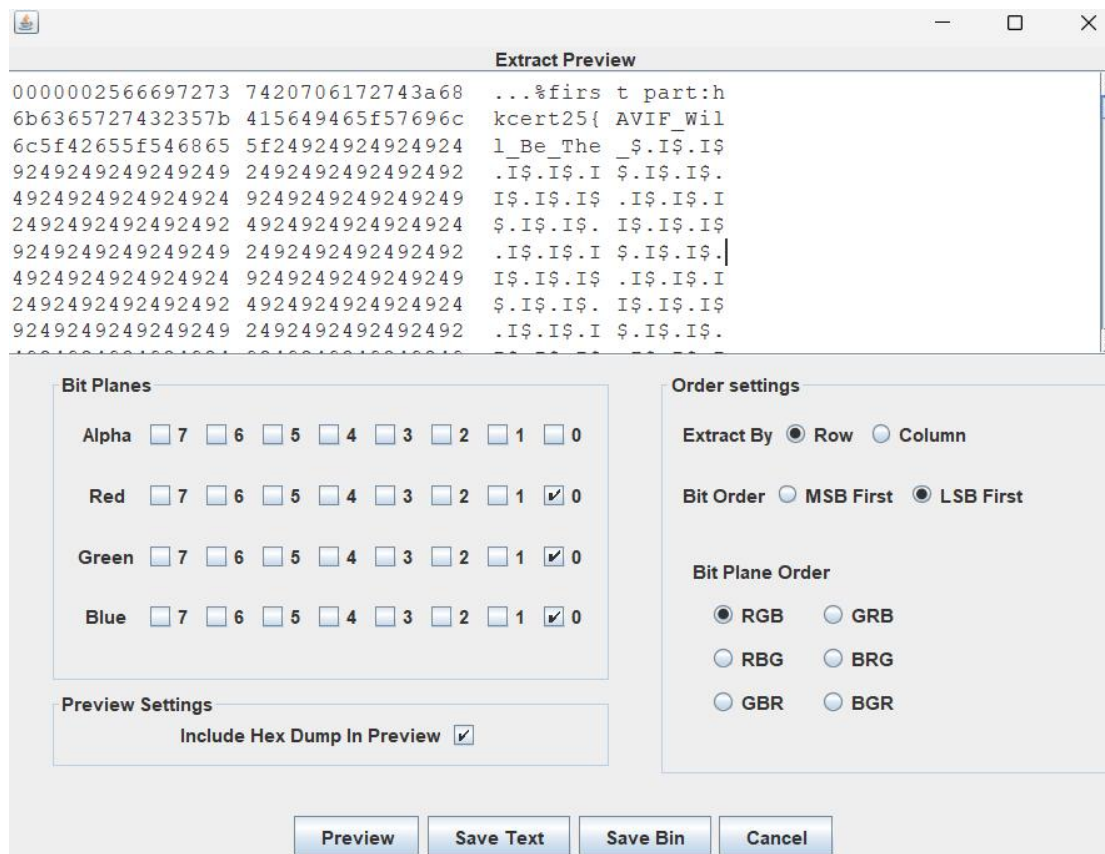 Extract Preview
0000002566697273 7420706172743a68 ...%firs t part:h
6b6365727432357b 415649465f57696c kcert25{ AVIF_Wil
6c5f42655f546865 5f24924924924924 l_Be_The _$.I$.I$
9249249249249249 2492492492492492 .I$.I$.I $.I$.I$.
4924924924924924 9249249249249249 I$.I$.I$ .I$.I$.I
2492492492492492 4924924924924924 $.I$.I$. I$.I$.I$
9249249249249249 2492492492492492 .I$.I$.I $.I$.I$.
4924924924924924 9249249249249249 I$.I$.I$ .I$.I$.I
2492492492492492 4924924924924924 $.I$.I$. I$.I$.I$
9249249249249249 2492492492492492 .I$.I$.I $.I$.I$.
Bit Planes
Alpha 7 6 5 4 3 2 1 0
Red 7 6 5 4 3 2 1 0
Green 7 6 5 4 3 2 1 0
Blue 7 6 5 4 3 2 1 0
Preview Settings
Include Hex Dump In Preview
Order settings
Extract By Row Column
Bit Order MSB First LSB First
Bit Plane Order
RGB GRB
RBG BRG
GBR BGR
Preview Save Text Save Bin Cancel